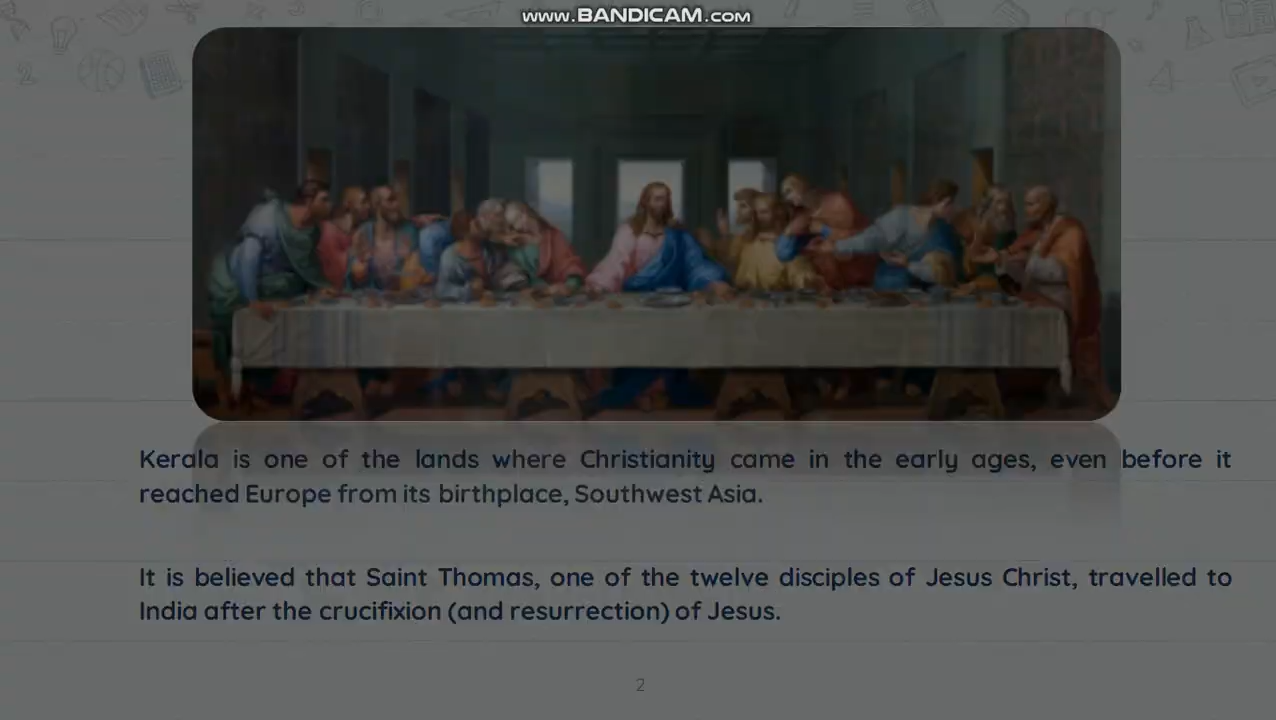 www.BANDICAM.com
Kerala is one of the lands where Christianity came in the early ages, even before it
reached Europe from its birthplace, Southwest Asia.
It is believed that Saint Thomas, one of the twelve disciples of Jesus Christ, travelled to
India after the crucifixion (and resurrection) of Jesus.
2